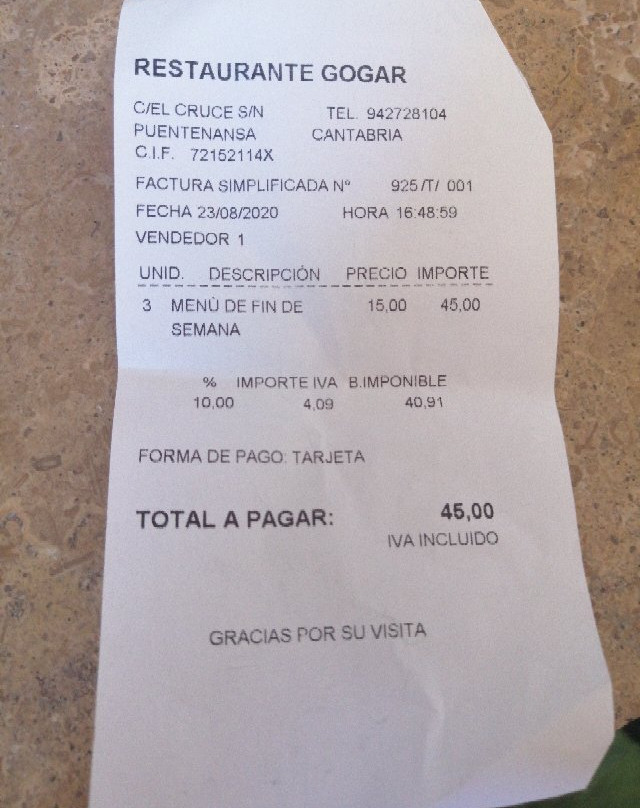 RESTAURANTE GOGAR
C/EL CRUCE S/N TEL. 942728104
PUENTENANSA CANTABRIA
C.I.F. 72152114X
FACTURA SIMPLIFICADA Nº 925/T/ 001
FECHA 23/08/2020 HORA 16:48:59
VENDEDOR 1
UNID. DESCRIPCIÓN PRECIO IMPORTE
3 MENÚ DE FIN DE 15,00 45,00
SEMANA
% IMPORTE IVA B.IMPONIBLE
10,00 4,09 40,91
FORMA DE PAGO: TARJETA
TOTAL A PAGAR: 45,00
IVA INCLUIDO
GRACIAS POR SU VISITA